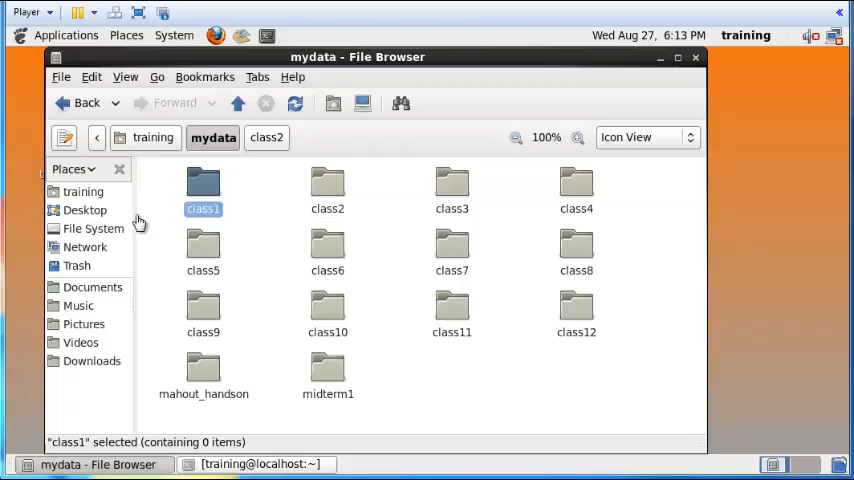 Player
Applications Places System Wed Aug 27, 6:13 PM training
mydata - File Browser
File Edit View Go Bookmarks Tabs Help
Back Forward
training mydata class2 100% Icon View
Places
training
Desktop
File System
Network
Trash
Documents
Music
Pictures
Videos
Downloads
class1 class2 class3 class4
class5 class6 class7 class8
class9 class10 class11 class12
mahout_handson midterm1
"class1" selected (containing 0 items)
mydata - File Browser [training@localhost:~]